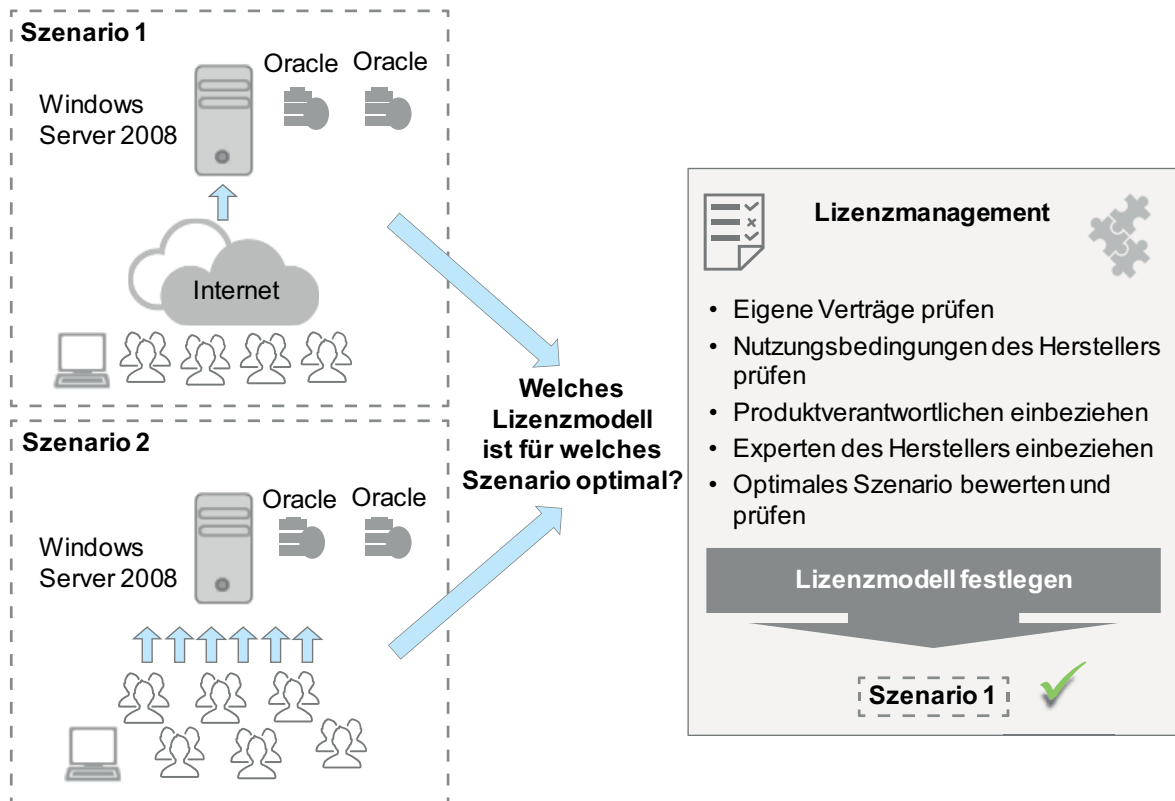 Szenario 1
Oracle Oracle
Windows
Server 2008
Internet
Szenario 2
Oracle Oracle
Windows
Server 2008
Welches
Lizenzmodell
ist für welches
Szenario optimal?
Lizenzmanagement
• Eigene Verträge prüfen
• Nutzungsbedingungen des Herstellers
prüfen
• Produktverantwortlichen einbeziehen
• Experten des Herstellers einbeziehen
• Optimales Szenario bewerten und
prüfen
Lizenzmodell festlegen
Szenario 1